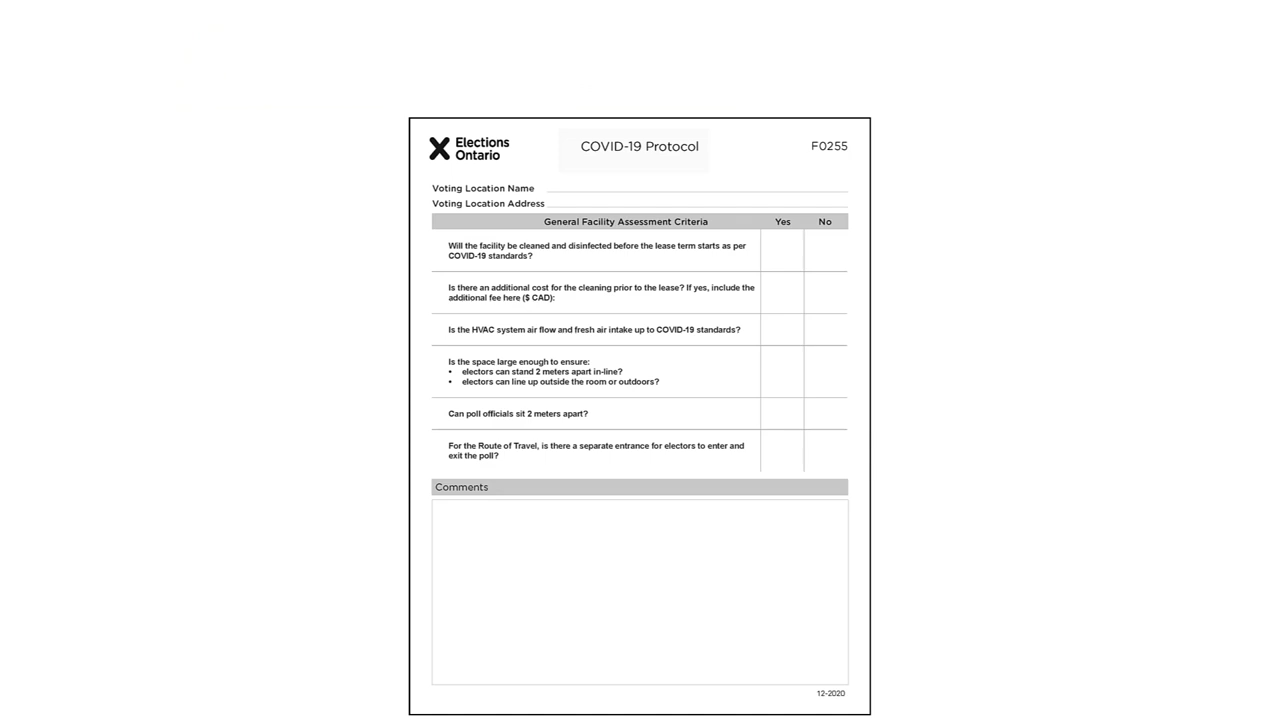 Elections
Ontario
COVID-19 Protocol
F0255
Voting Location Name
Voting Location Address
General Facility Assessment Criteria Yes No
Will the facility be cleaned and disinfected before the lease term starts as per
COVID-19 standards?
Is there an additional cost for the cleaning prior to the lease? If yes, include the
additional fee here ($ CAD):
Is the HVAC system air flow and fresh air intake up to COVID-19 standards?
Is the space large enough to ensure:
• electors can stand 2 meters apart in-line?
• electors can line up outside the room or outdoors?
Can poll officials sit 2 meters apart?
For the Route of Travel, is there a separate entrance for electors to enter and
exit the poll?
Comments
12-2020